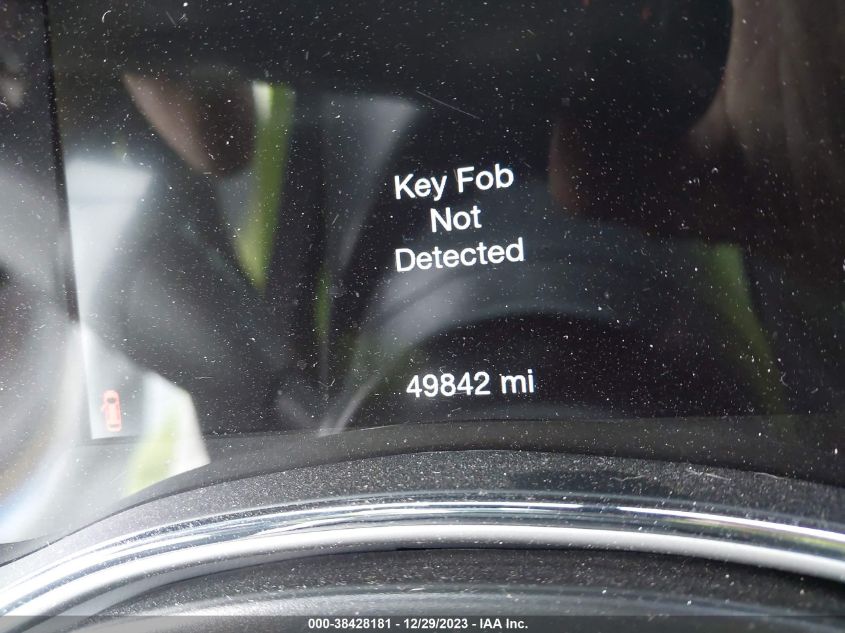 Key Fob
Not
Detected
49842 mi
000-38428181 - 12/29/2023 - IAA Inc.